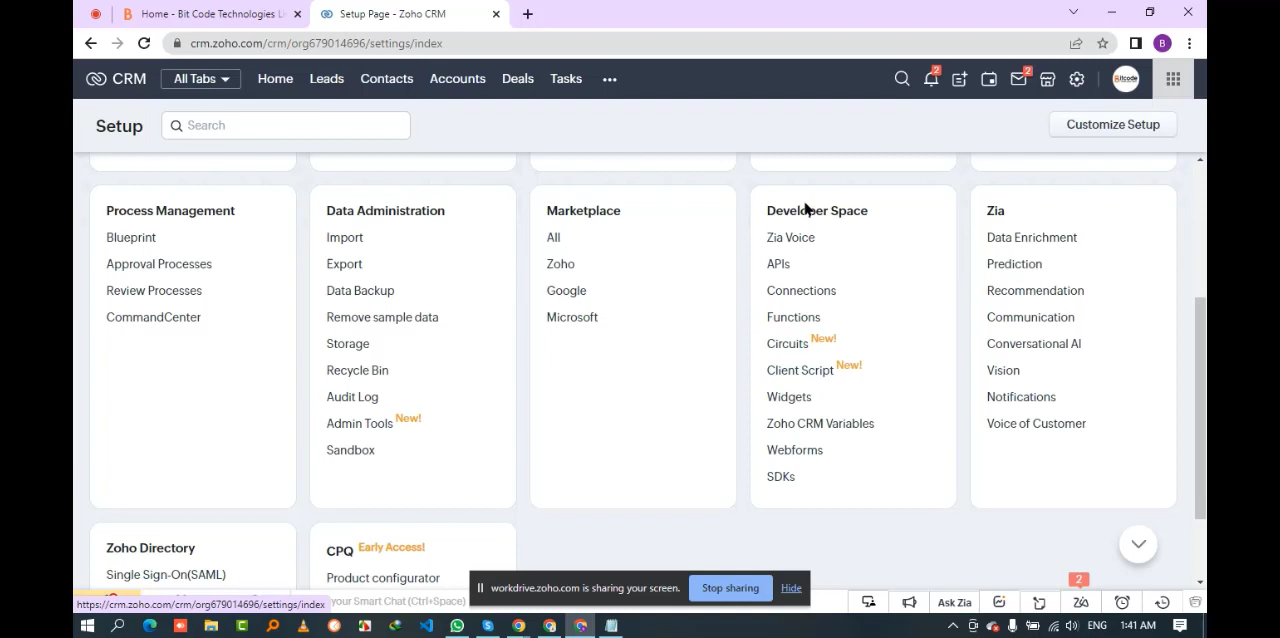 Home - Bit Code Technologies Li
Setup Page - Zoho CRM
crm.zoho.com/crm/org679014696/settings/index
B
CRM
All Tabs
Home
Leads
Contacts
Accounts
Deals
Tasks
2
2
Bitcode
Setup
Search
Customize Setup
Process Management
Blueprint
Approval Processes
Review Processes
CommandCenter
Data Administration
Import
Export
Data Backup
Remove sample data
Storage
Recycle Bin
Audit Log
Admin Tools New!
Sandbox
Marketplace
All
Zoho
Google
Microsoft
Developer Space
Zia Voice
APIs
Connections
Functions
Circuits New!
Client Script New!
Widgets
Zoho CRM Variables
Webforms
SDKs
Zia
Data Enrichment
Prediction
Recommendation
Communication
Conversational AI
Vision
Notifications
Voice of Customer
Zoho Directory
Single Sign-On(SAML)
CPQ Early Access!
Product configurator
workdrive.zoho.com is sharing your screen.
Stop sharing
Hide
https://crm.zoho.com/crm/org679014696/settings/index
your Smart Chat (Ctrl+Space)
Ask Zia
2
ENG
1:41 AM